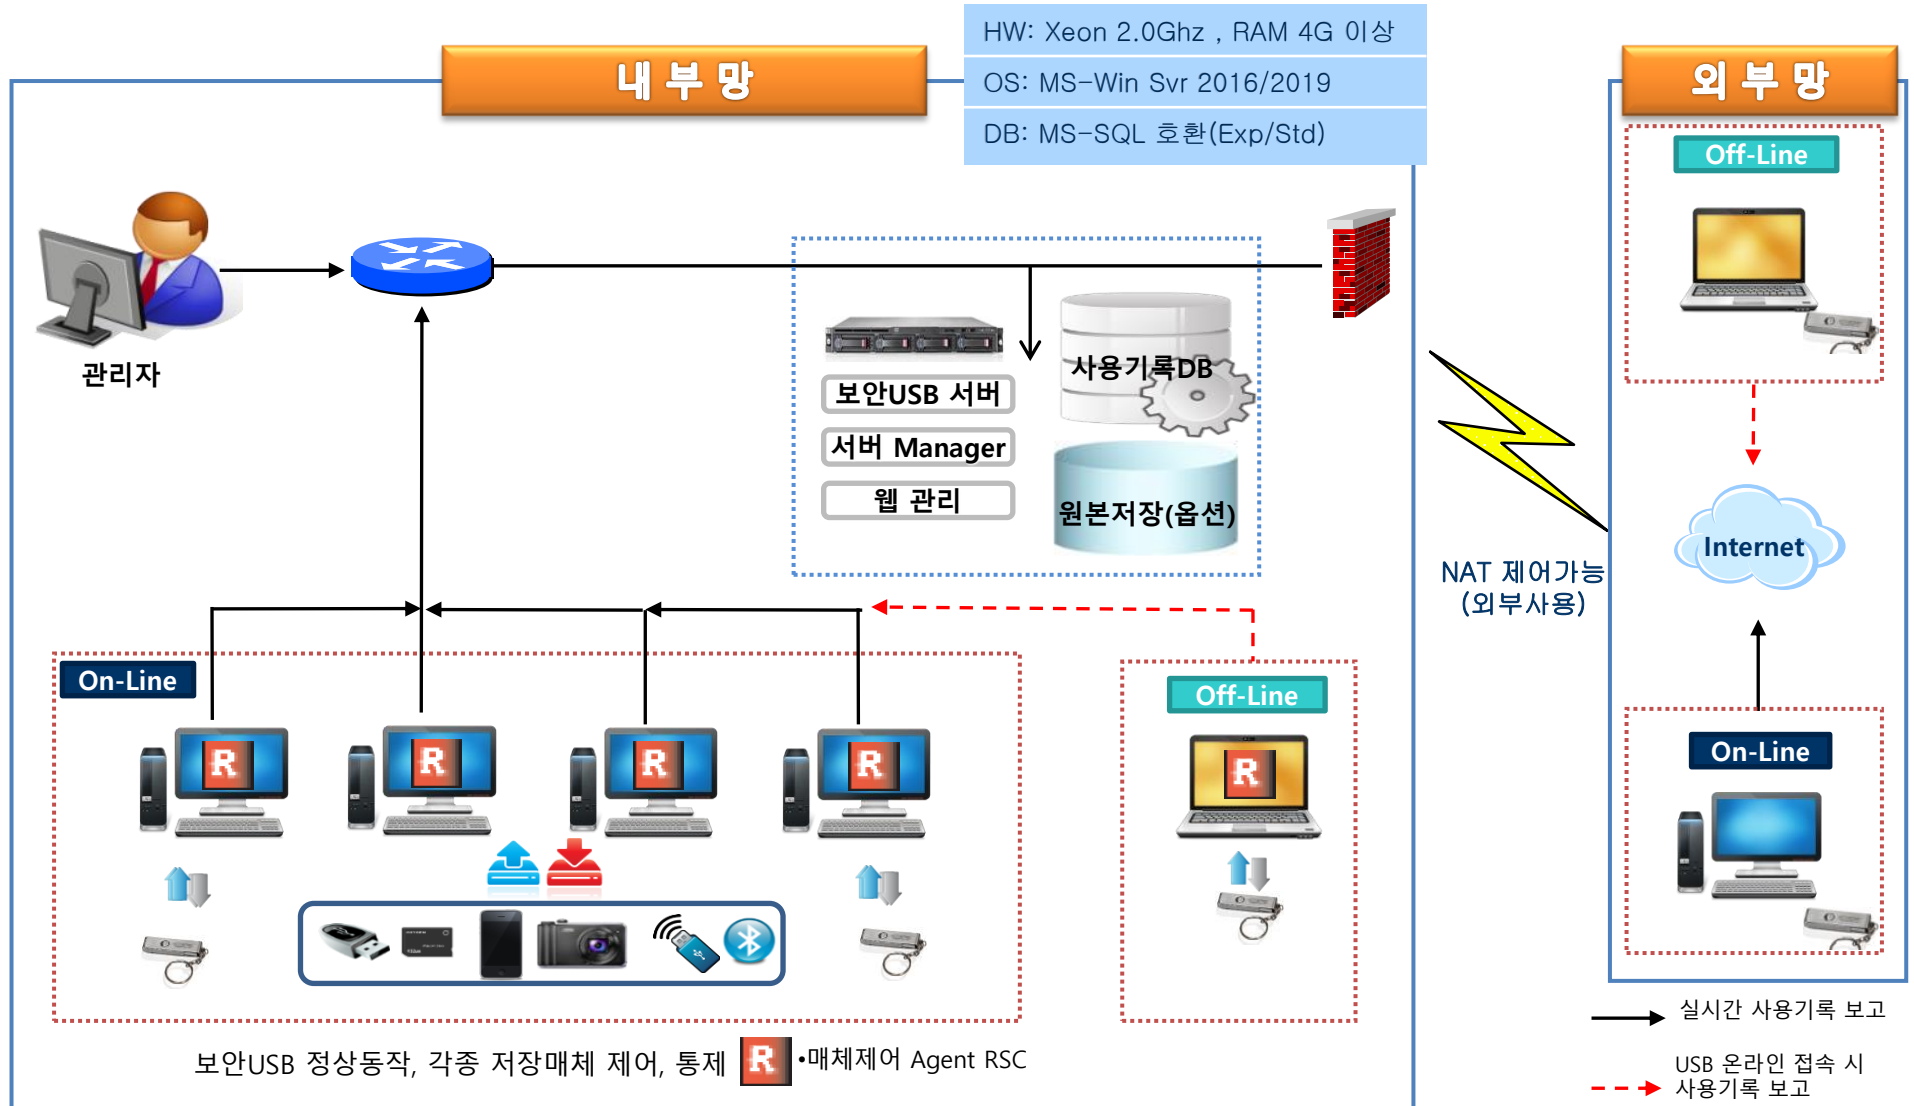 HW: Xeon 2.0Ghz , RAM 4G 이상
OS: MS-Win Svr 2016/2019
DB: MS-SQL 호환(Exp/Std)
내부망
외부망
Off-Line
관리자
보안USB 서버
서버 Manager
웹 관리
사용기록DB
원본저장(옵션)
NAT 제어가능
(외부사용)
Internet
On-Line
R
R
R
R
Off-Line
R
On-Line
보안USB 정상동작, 각종 저장매체 제어, 통제
R
•매체제어 Agent RSC
실시간 사용기록 보고
USB 온라인 접속 시
사용기록 보고